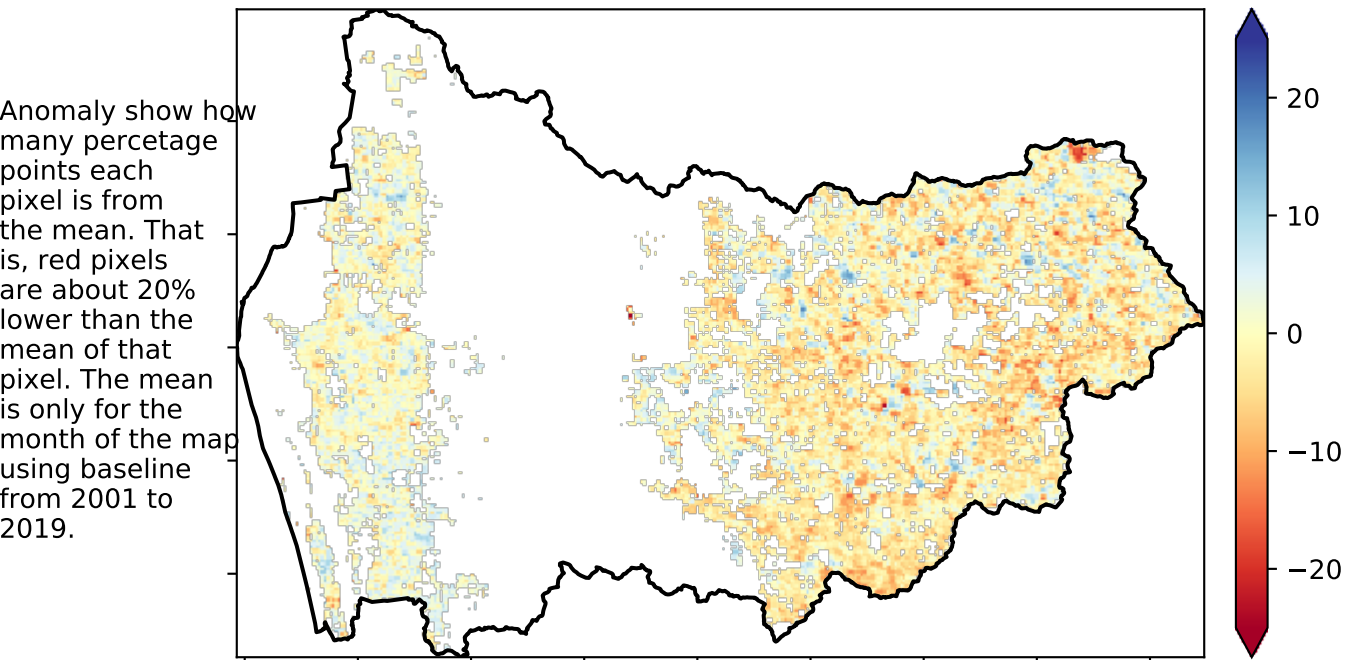 Anomaly show how
many percetage
points each
pixel is from
the mean. That
is, red pixels
are about 20%
lower than the
mean of that
pixel. The mean
is only for the
month of the map
using baseline
from 2001 to
2019.
20
10
0
−10
−20